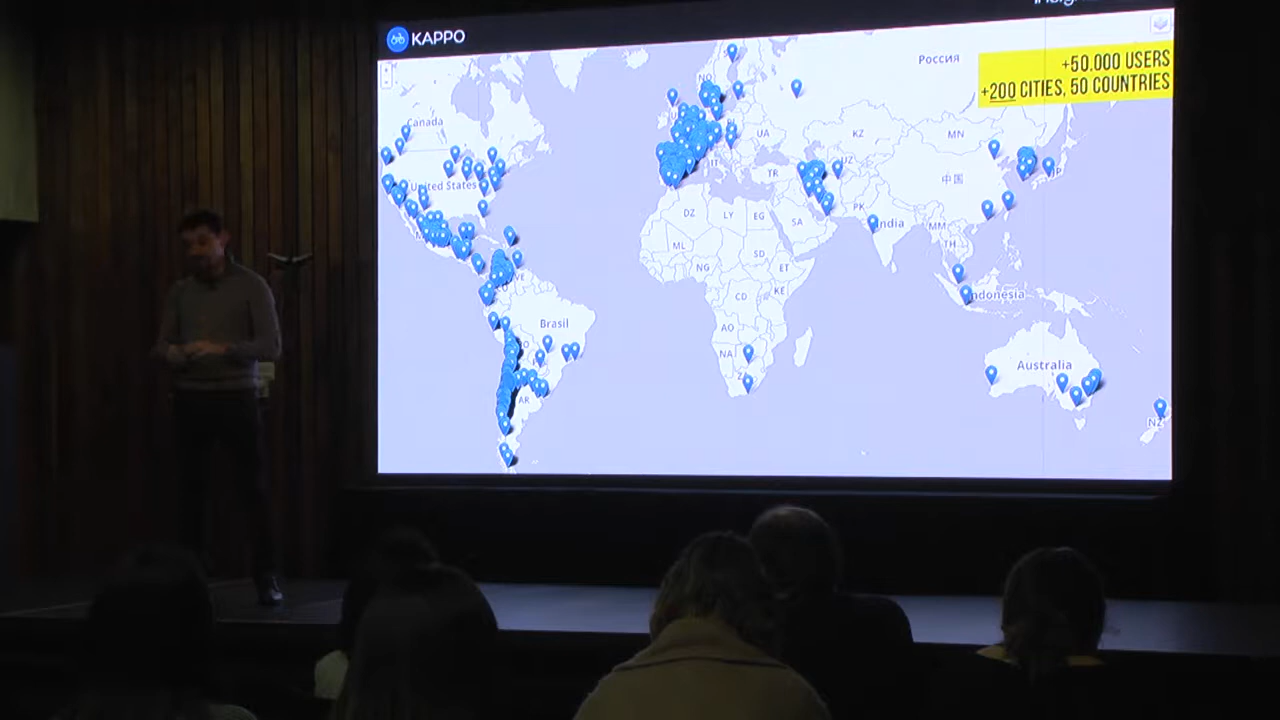 KAPPO
+50.000 USERS
+200 CITIES, 50 COUNTRIES
Россия
NO
Canada
UA
KZ
MN
UZ
IT
TR
中国
JP
United States
PK
DZ
LY
EG
SA
India
MM
TH
ML
SD
NG
ET
VE
CD
KE
Indonesia
Brasil
AO
NA
Australia
AR
NZ